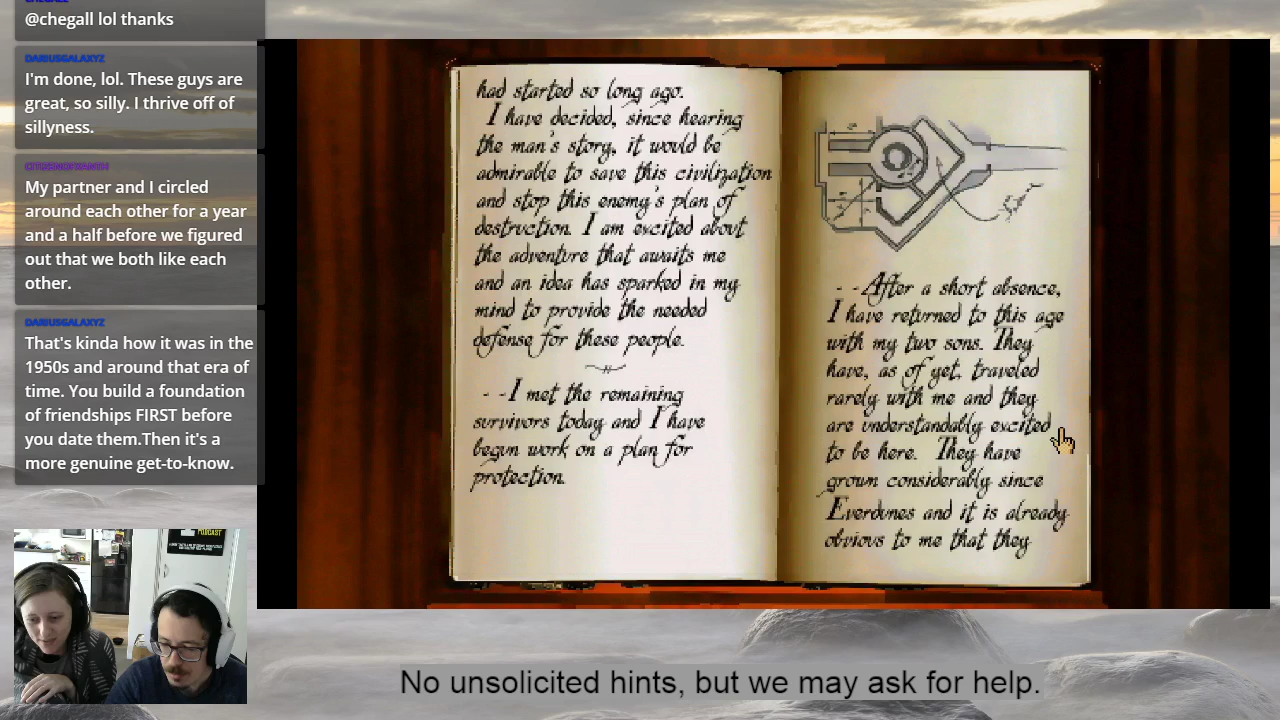 @chegall lol thanks
DARIUSGALAXYZ
I'm done, lol. These guys are
great, so silly. I thrive off of
sillyness.
My partner and I circled
around each other for a year
and a half before we figured
out that we both like each
other.
DARIUSGALAXYZ
That's kinda how it was in the
1950s and around that era of
time. You build a foundation
of friendships FIRST before
you date them.Then it's a
more genuine get-to-know.
PODCAST
had started so long ago.
I have decided, since hearing
the man's story, it would be
admirable to save this civilization
and stop this enemy's plan of
destruction. I am excited about
the adventure that awaits me
and an idea has sparked in my
mind to provide the needed
defense for these people.
- -I met the remaining
survivors today and I have
begun work on a plan for
protection.
- -After a short absence,
I have returned to this age
with my two sons. They
have, as of yet, traveled
rarely with me and they
are understandably excited
to be here. They have
grown considerably since
Everdunes and it is already
obvious to me that they
No unsolicited hints, but we may ask for help.